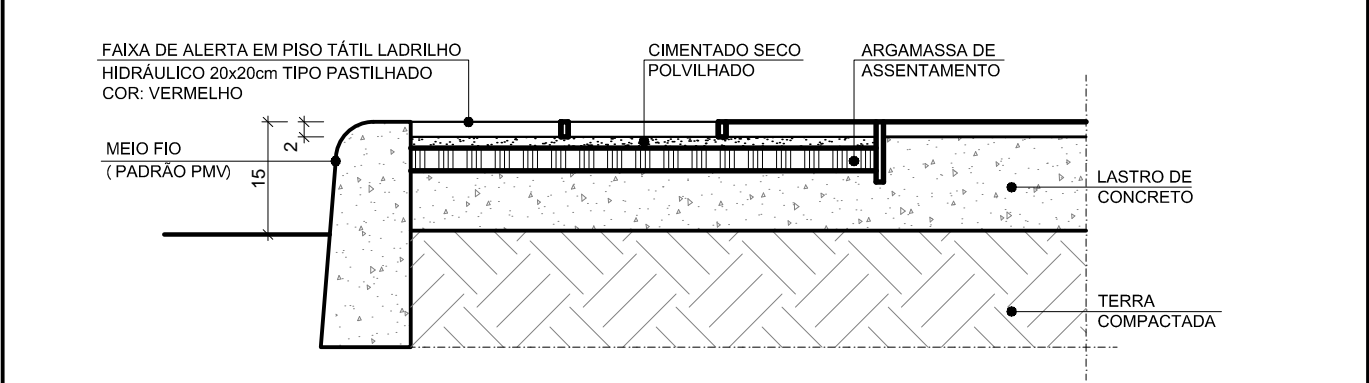 FAIXA DE ALERTA EM PISO TÁTIL LADRILHO
HIDRÁULICO 20x20cm TIPO PASTILHADO
COR: VERMELHO
CIMENTADO SECO
POLVILHADO
ARGAMASSA DE
ASSENTAMENTO
MEIO FIO
( PADRÃO PMV)
2
15
LASTRO DE
CONCRETO
TERRA
COMPACTADA